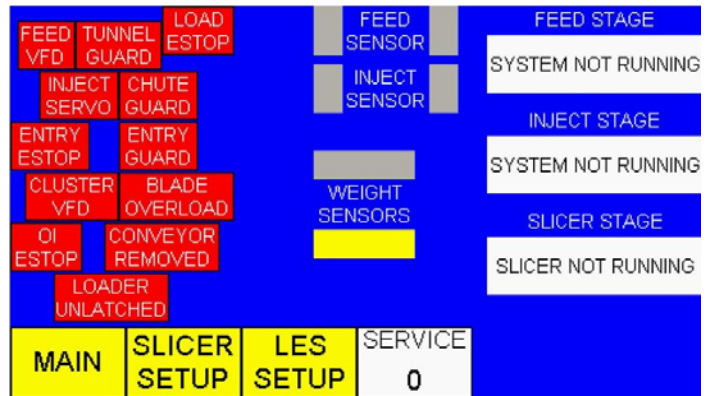 FEED
VFD
TUNNEL
GUARD
LOAD
ESTOP
INJECT
SERVO
CHUTE
GUARD
ENTRY
ESTOP
ENTRY
GUARD
CLUSTER
VFD
BLADE
OVERLOAD
OI
ESTOP
CONVEYOR
REMOVED
LOADER
UNLATCHED
FEED
SENSOR
INJECT
SENSOR
WEIGHT
SENSORS
FEED STAGE
SYSTEM NOT RUNNING
INJECT STAGE
SYSTEM NOT RUNNING
SLICER STAGE
SLICER NOT RUNNING
MAIN
SLICER
SETUP
LES
SETUP
SERVICE
0